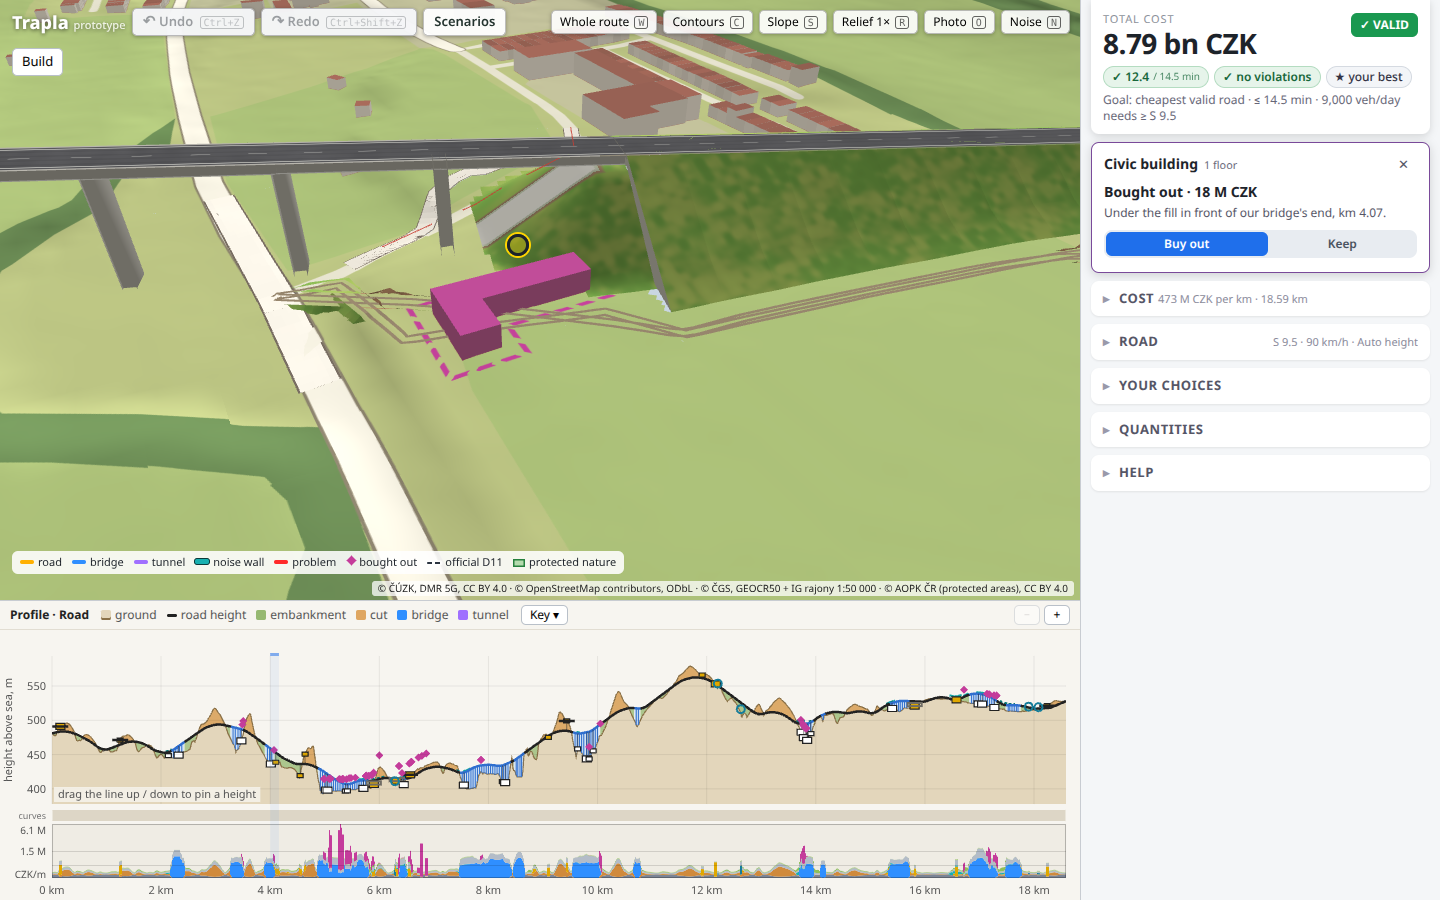 Trapla prototype
↶ Undo Ctrl+Z
↷ Redo Ctrl+Shift+Z
Scenarios
Whole route W
Contours C
Slope S
Relief 1× R
Photo O
Noise N
Build
road
bridge
tunnel
noise wall
problem
bought out
official D11
protected nature
© ČÚZK, DMR 5G, CC BY 4.0 · © OpenStreetMap contributors, ODbL · © ČGS, GEOCR50 + IG rajony 1:50 000 · © AOPK ČR (protected areas), CC BY 4.0
TOTAL COST
8.79 bn CZK
✓ VALID
✓ 12.4 / 14.5 min
✓ no violations
★ your best
Goal: cheapest valid road · ≤ 14.5 min · 9,000 veh/day
needs ≥ S 9.5
Civic building 1 floor
×
Bought out · 18 M CZK
Under the fill in front of our bridge's end, km 4.07.
Buy out
Keep
▸ COST 473 M CZK per km · 18.59 km
▸ ROAD S 9.5 · 90 km/h · Auto height
▸ YOUR CHOICES
▸ QUANTITIES
▸ HELP
Profile · Road
ground
road height
embankment
cut
bridge
tunnel
Key ▾
−
+
height above sea, m
550
500
450
400
drag the line up / down to pin a height
curves
6.1 M
1.5 M
CZK/m
0 km
2 km
4 km
6 km
8 km
10 km
12 km
14 km
16 km
18 km